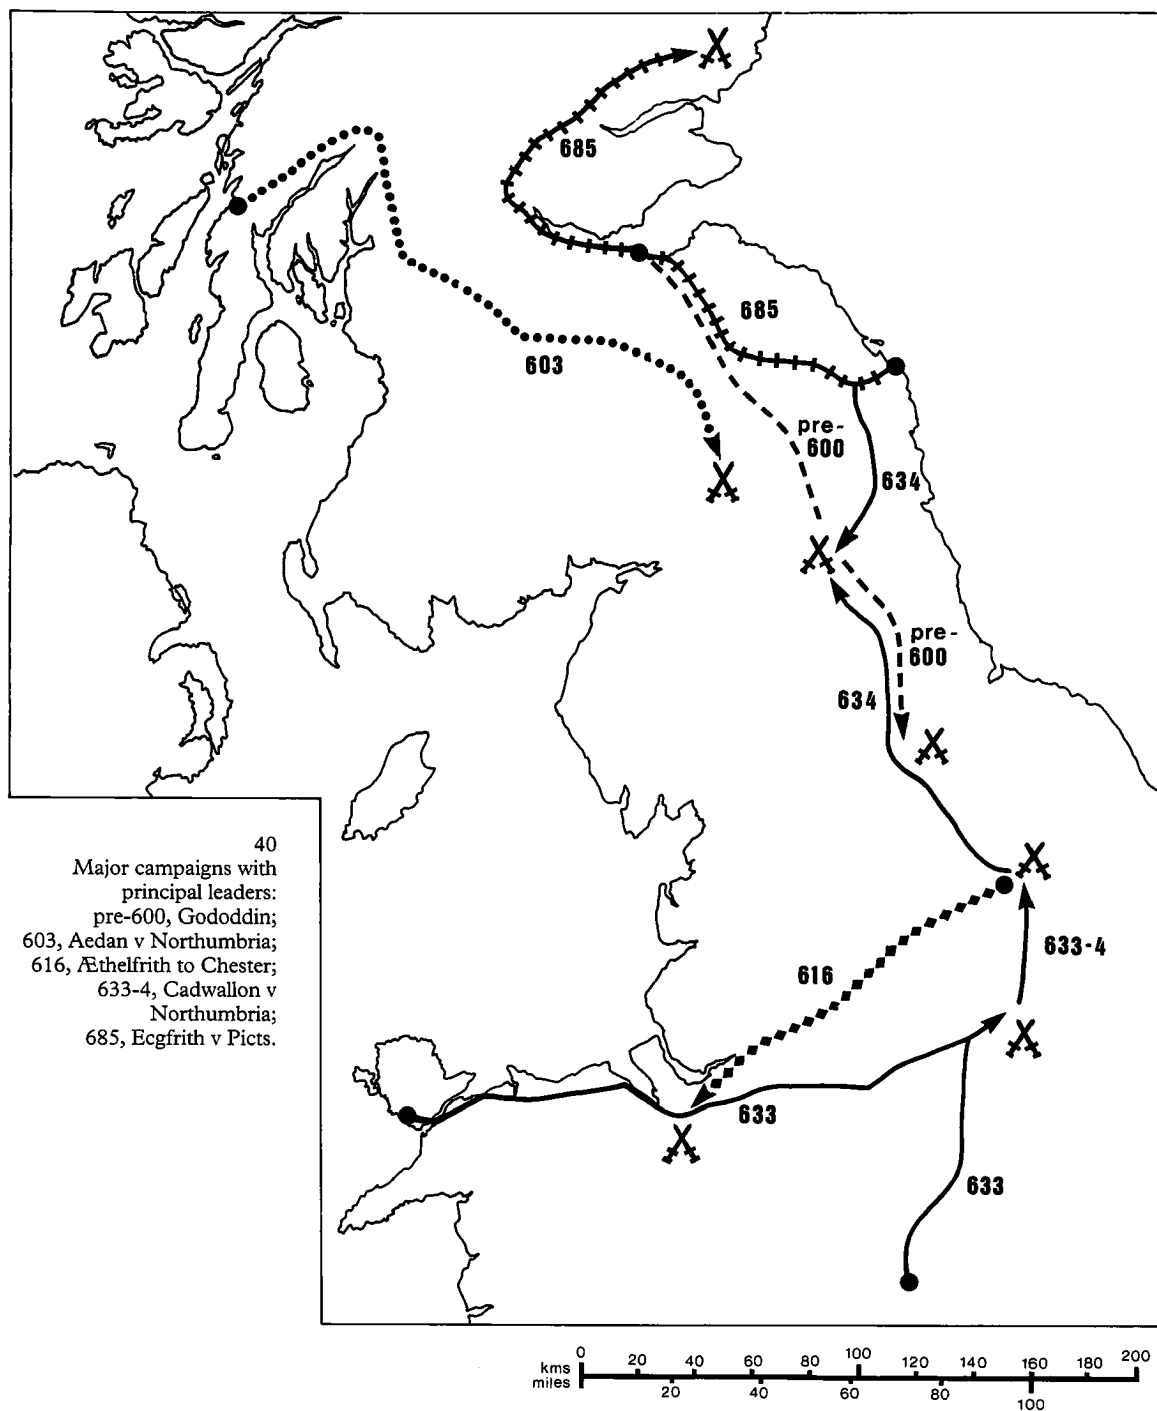 685
685
603
pre-
600
634
pre-
600
634
40
Major campaigns with
principal leaders:
pre-600, Gododdin;
603, Aedan v Northumbria;
616, Æthelfrith to Chester;
633-4, Cadwallon v
Northumbria;
685, Ecgfrith v Picts.
633-4
616
633
633
kms 0 20 40 60 80 100 120 140 160 180 200
miles 20 40 60 80 100